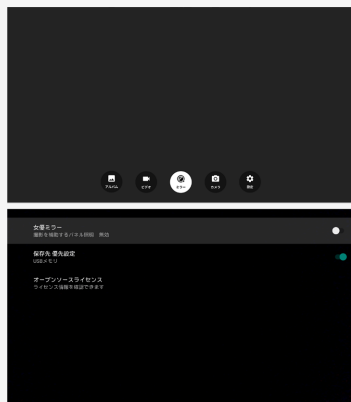 アルバム
ビデオ
ミラー
カメラ
設定
女優ミラー
撮影を補助するパネル照明 無効
保存先 優先設定
USBメモリ
オープンソースライセンス
ライセンス情報を確認できます